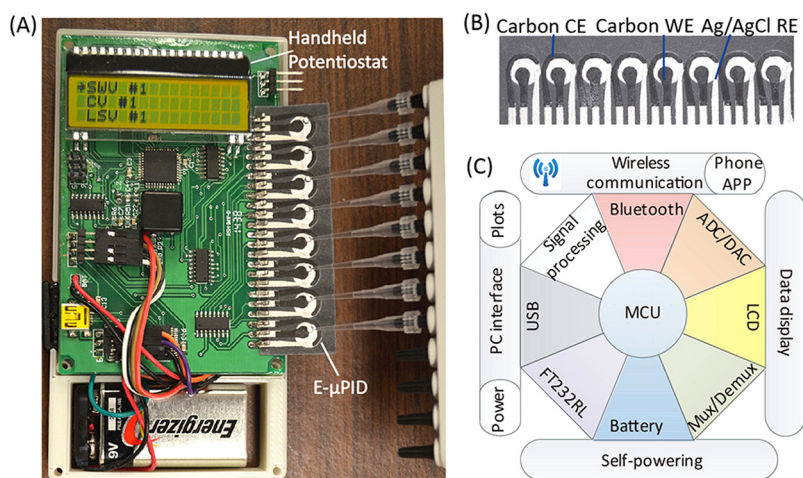 (A)
Handheld
Potentiostat
*SWV #1
CV #1
LSV #1
E-µPID
Energizer
9V
(B)
Carbon CE
Carbon WE
Ag/AgCl RE
(C)
Wireless
communication
Phone
APP
Plots
PC interface
Power
Data display
Self-powering
Signal
processing
Bluetooth
ADC/DAC
LCD
Mux/Demux
Battery
FT232RL
USB
MCU